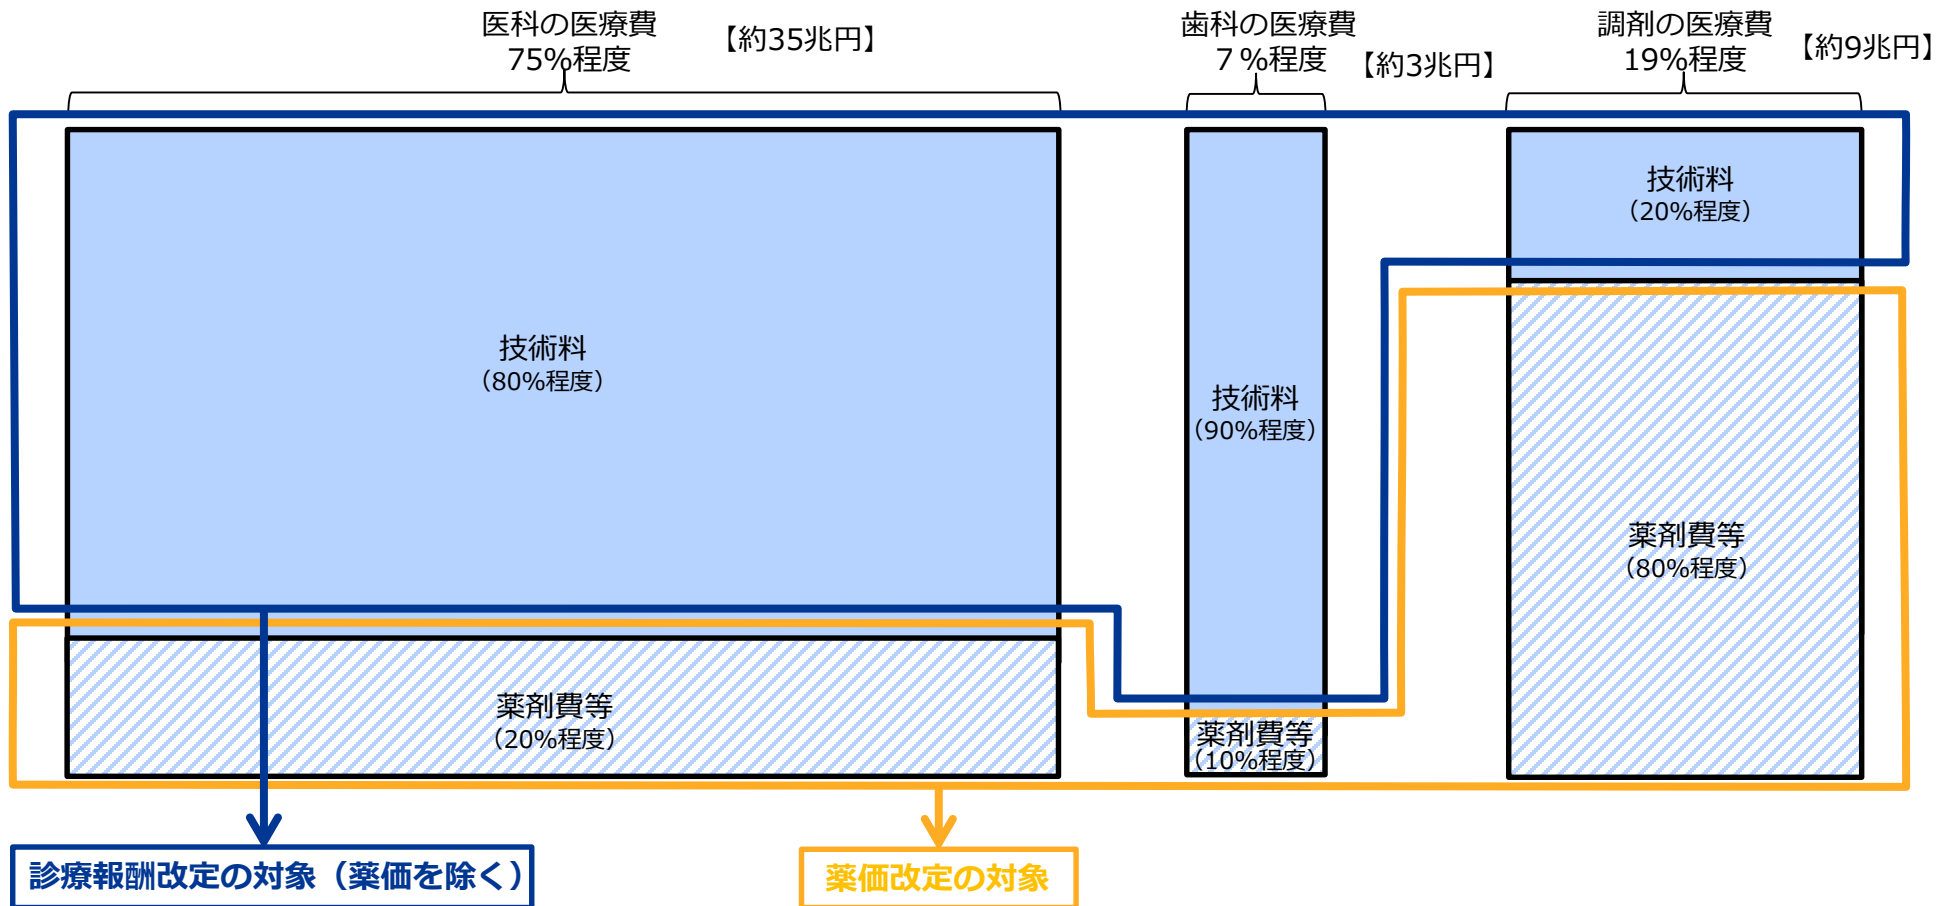 医科の医療費
75%程度
【約35兆円】
歯科の医療費
７%程度
【約3兆円】
調剤の医療費
19%程度
【約9兆円】
技術料
（80%程度）
薬剤費等
（20%程度）
技術料
（90%程度）
薬剤費等
（10%程度）
技術料
（20%程度）
薬剤費等
（80%程度）
診療報酬改定の対象（薬価を除く）
薬価改定の対象